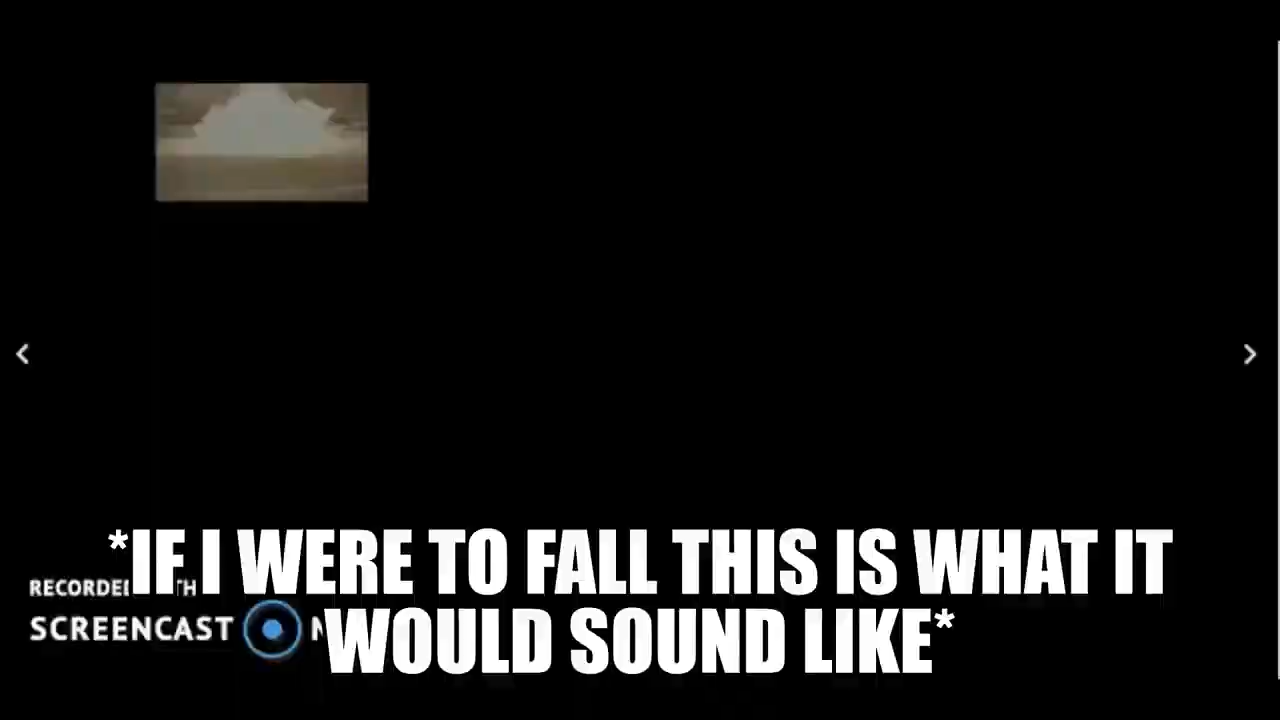 *IF I WERE TO FALL THIS IS WHAT IT
WOULD SOUND LIKE*
SCREENCAST